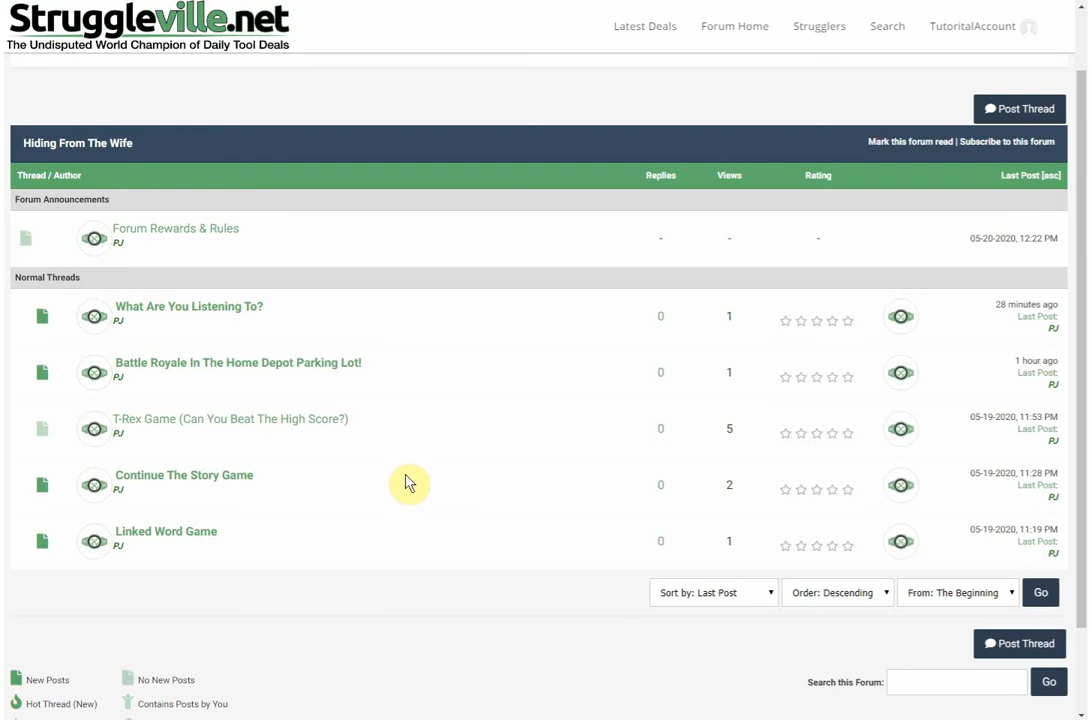 Struggleville.net
The Undisputed World Champion of Daily Tool Deals
Latest Deals Forum Home Strugglers Search TutoritalAccount
Post Thread
Hiding From The Wife Mark this forum read | Subscribe to this forum
Thread / Author Replies Views Rating Last Post [asc]
Forum Announcements
Forum Rewards & Rules
PJ
- - - 05-20-2020, 12:22 PM
Normal Threads
What Are You Listening To?
PJ
0 1 28 minutes ago
Last Post:
PJ
Battle Royale In The Home Depot Parking Lot!
PJ
0 1 1 hour ago
Last Post:
PJ
T-Rex Game (Can You Beat The High Score?)
PJ
0 5 05-19-2020, 11:53 PM
Last Post:
PJ
Continue The Story Game
PJ
0 2 05-19-2020, 11:28 PM
Last Post:
PJ
Linked Word Game
PJ
0 1 05-19-2020, 11:19 PM
Last Post:
PJ
Sort by: Last Post Order: Descending From: The Beginning Go
Post Thread
New Posts No New Posts Search this Forum: Go
Hot Thread (New) Contains Posts by You